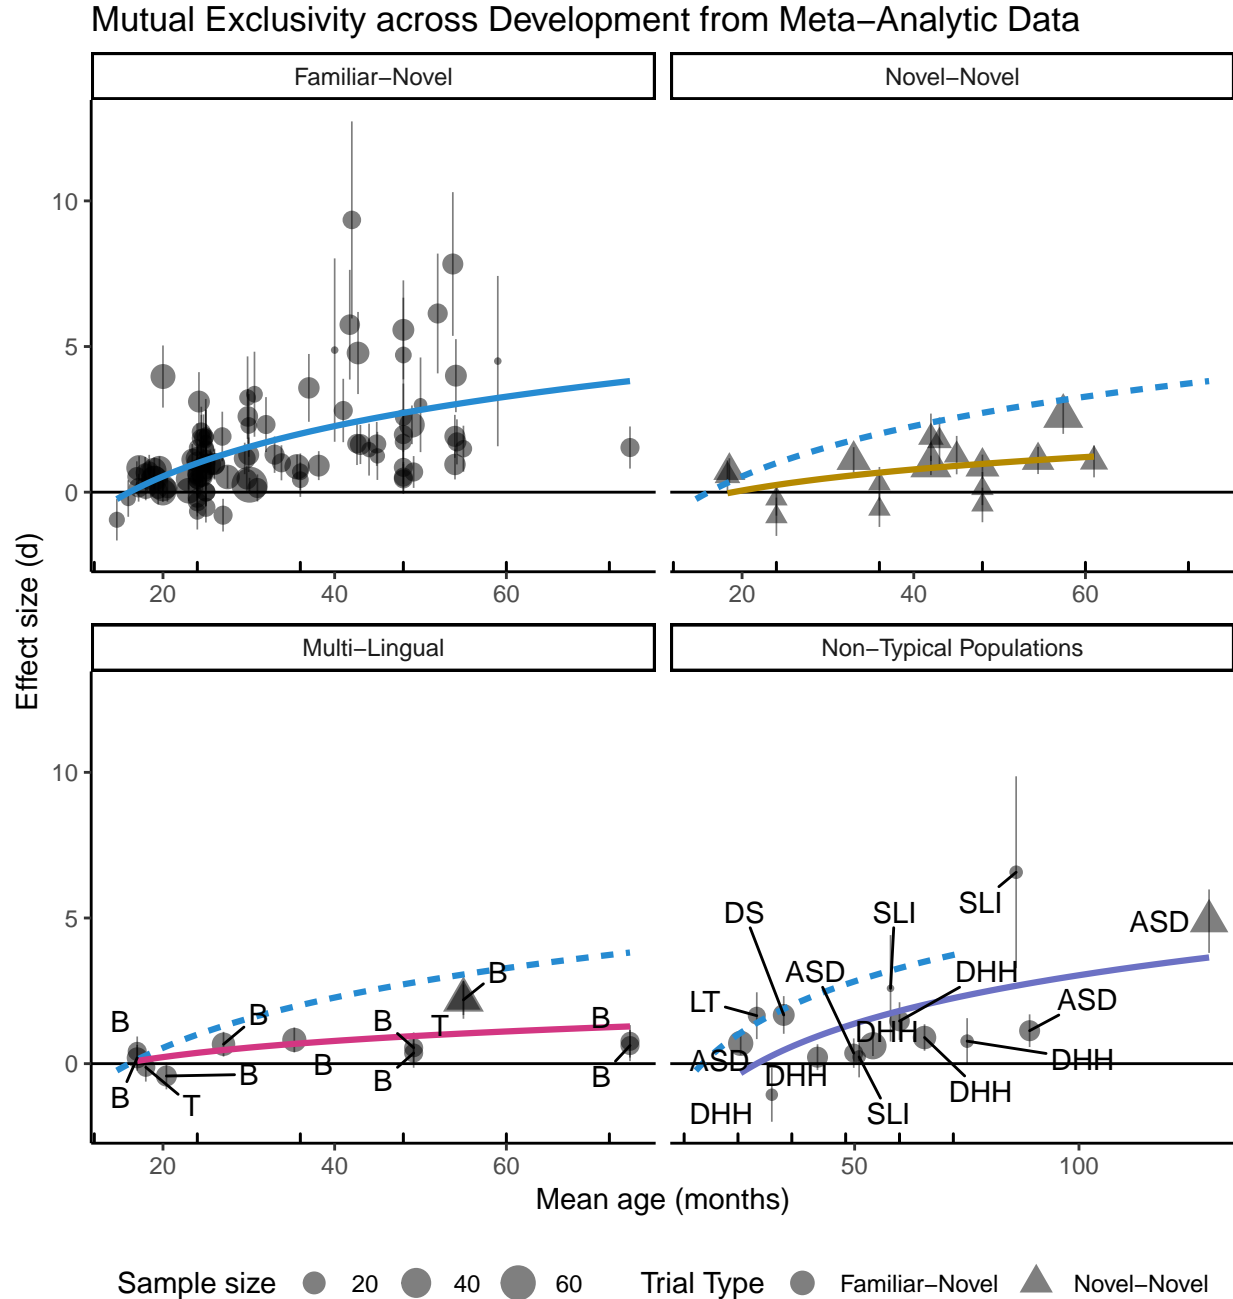 Mutual Exclusivity across Development from Meta−Analytic Data
Familiar−Novel
Novel−Novel
10
5
0
20 40 60
20 40 60
Effect size (d)
Multi−Lingual
Non−Typical Populations
10
5
0
B
B
B
T
B
B
B
B
B
B
T
B
SLI
DS
SLI
ASD
ASD
DHH
LT
ASD
DHH
ASD
DHH
DHH
DHH
DHH
SLI
20 40 60
50 100
Mean age (months)
Sample size 20 40 60 Trial Type Familiar−Novel Novel−Novel